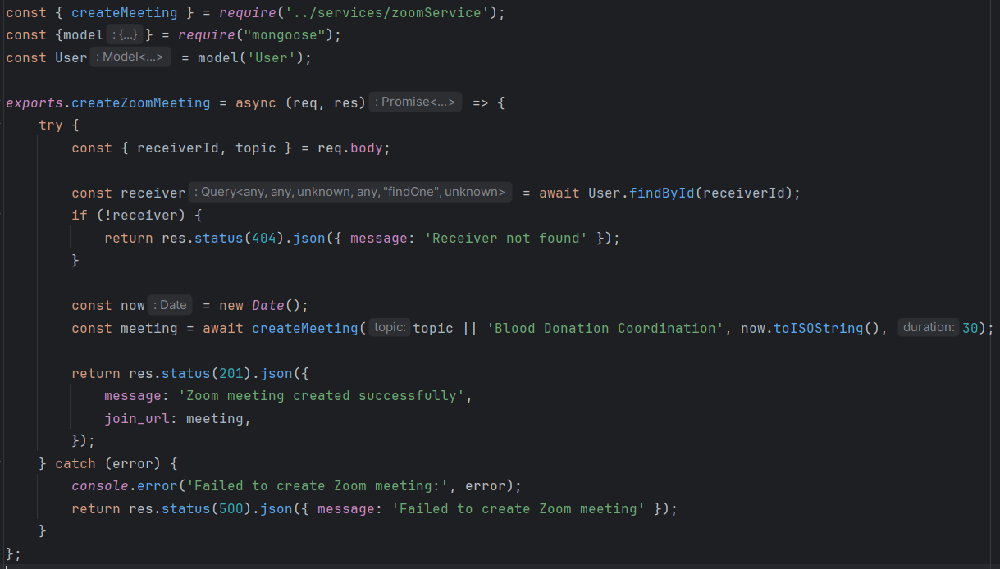 const { createMeeting } = require('../services/zoomService');
const {model : {...} } = require("mongoose");
const User : Model<...> = model('User');
exports.createZoomMeeting = async (req, res) : Promise<...> => {
    try {
        const { receiverId, topic } = req.body;
        const receiver : Query<any, any, unknown, any, "findOne", unknown> = await User.findById(receiverId);
        if (!receiver) {
            return res.status(404).json({ message: 'Receiver not found' });
        }
        const now : Date = new Date();
        const meeting = await createMeeting( topic: topic || 'Blood Donation Coordination', now.toISOString(), duration: 30);
        return res.status(201).json({
            message: 'Zoom meeting created successfully',
            join_url: meeting,
        });
    } catch (error) {
        console.error('Failed to create Zoom meeting:', error);
        return res.status(500).json({ message: 'Failed to create Zoom meeting' });
    }
};